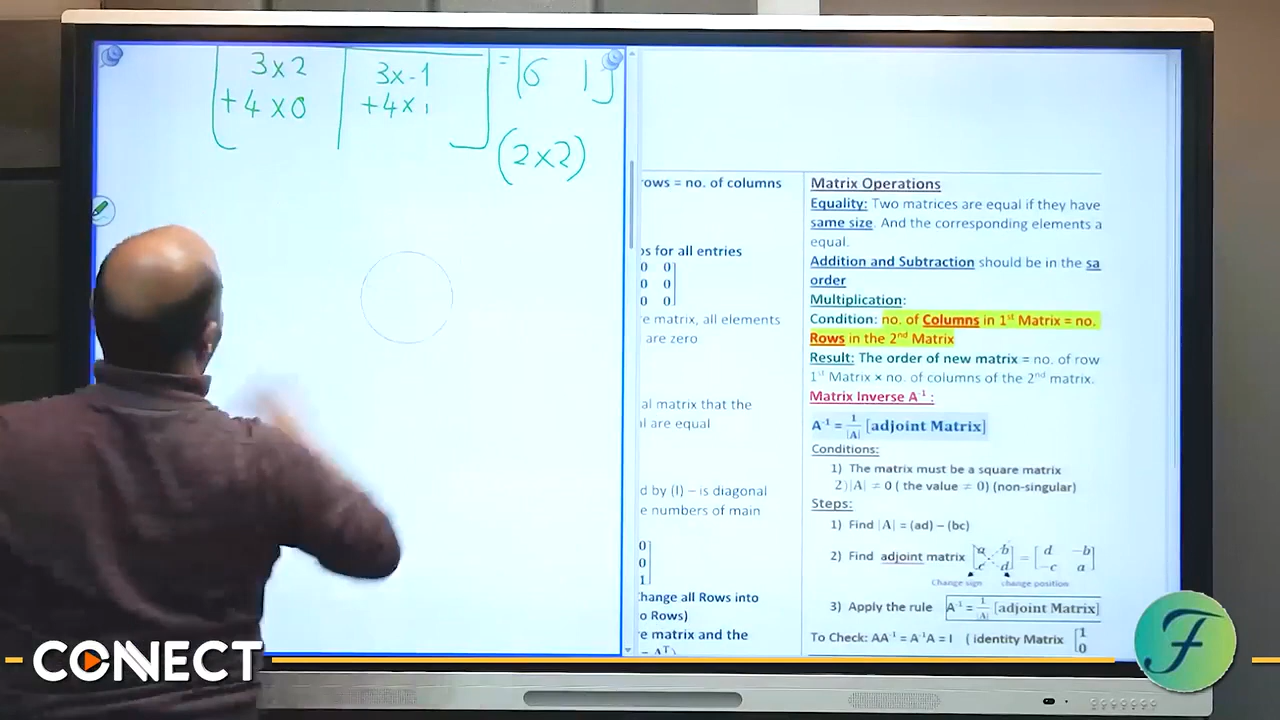 3x2
+4x0
3x-1
+4x1
= 6 1
(2x2)
rows = no. of columns
for all entries
0 0
0 0
0 0
matrix, all elements
are zero
matrix that the
are equal
by (I) – is diagonal
numbers of main
0
0
1
Change all Rows into
Rows)
matrix and the
Matrix Operations
Equality: Two matrices are equal if they have
same size. And the corresponding elements a
equal.
Addition and Subtraction should be in the sa
order
Multiplication:
Condition: no. of Columns in 1st Matrix = no.
Rows in the 2nd Matrix
Result: The order of new matrix = no. of row
1st Matrix × no. of columns of the 2nd matrix.
Matrix Inverse A-1 :
A-1 = 1/|A| [adjoint Matrix]
Conditions:
1) The matrix must be a square matrix
2) |A| ≠ 0 ( the value ≠ 0) (non-singular)
Steps:
1) Find |A| = (ad) – (bc)
2) Find adjoint matrix [a b c d] = [d -b -c a]
Change sign change position
3) Apply the rule A-1 = 1/|A| [adjoint Matrix]
To Check: AA-1 = A-1A = I ( identity Matrix [1 0
CONNECT
F